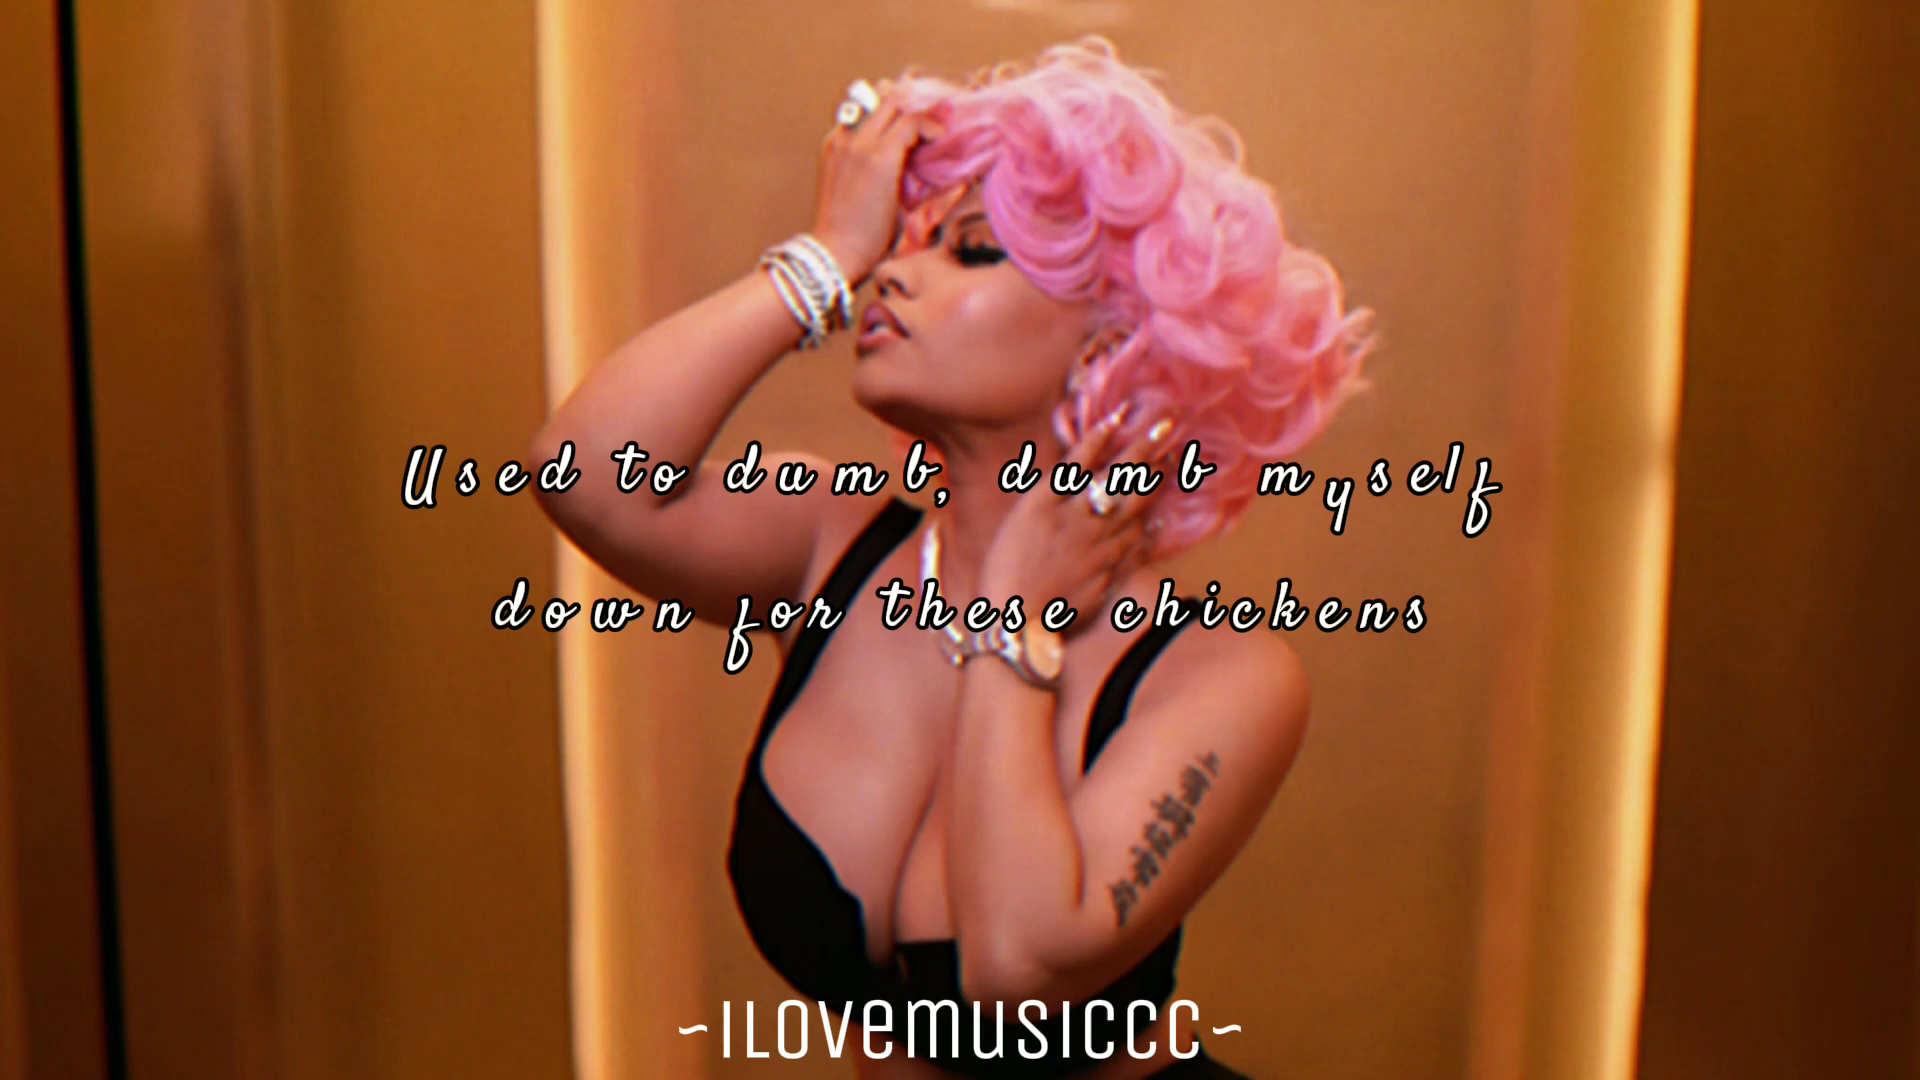 Used to dumb, dumb myself
down for these chickens
~ILOVEMUSICCC~